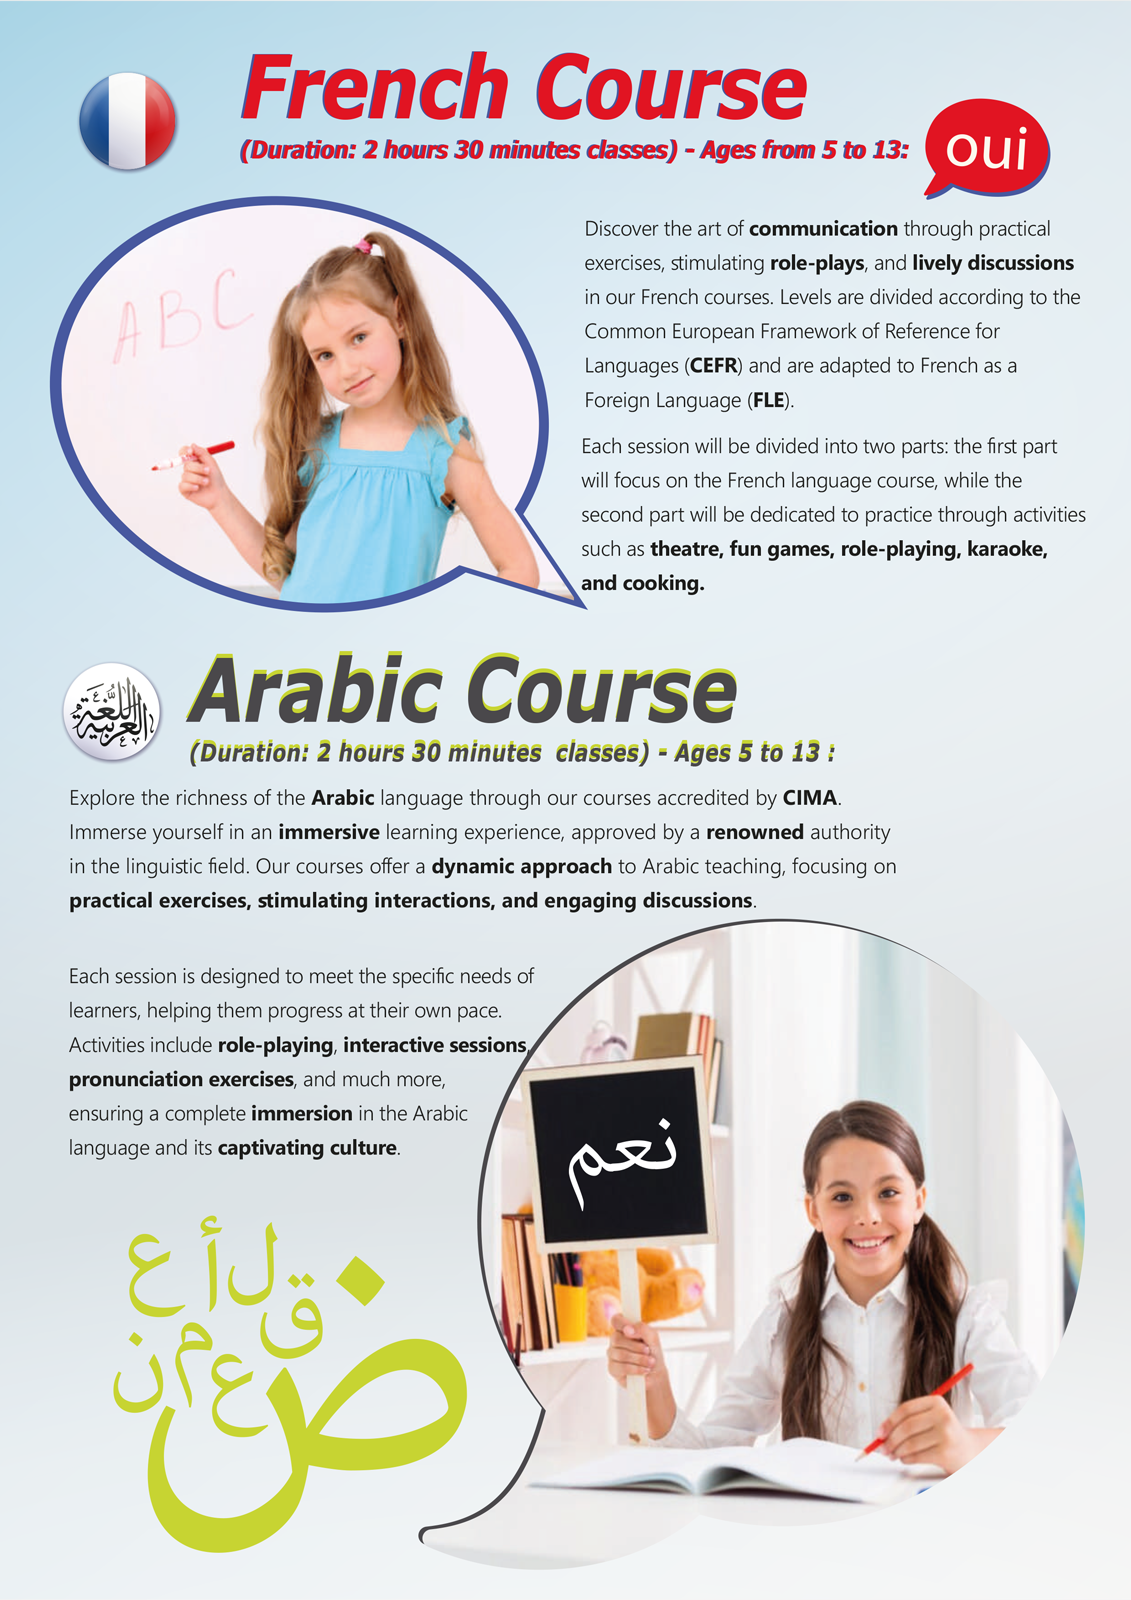 French Course
(Duration: 2 hours 30 minutes classes) - Ages from 5 to 13:
oui
A B C
Discover the art of communication through practical
exercises, stimulating role-plays, and lively discussions
in our French courses. Levels are divided according to the
Common European Framework of Reference for
Languages (CEFR) and are adapted to French as a
Foreign Language (FLE).
Each session will be divided into two parts: the first part
will focus on the French language course, while the
second part will be dedicated to practice through activities
such as theatre, fun games, role-playing, karaoke,
and cooking.
اللغة
العربية
Arabic Course
(Duration: 2 hours 30 minutes classes) - Ages 5 to 13 :
Explore the richness of the Arabic language through our courses accredited by CIMA.
Immerse yourself in an immersive learning experience, approved by a renowned authority
in the linguistic field. Our courses offer a dynamic approach to Arabic teaching, focusing on
practical exercises, stimulating interactions, and engaging discussions.
Each session is designed to meet the specific needs of
learners, helping them progress at their own pace.
Activities include role-playing, interactive sessions,
pronunciation exercises, and much more,
ensuring a complete immersion in the Arabic
language and its captivating culture.
نعم
ل أ ع
ق
م ن
ع
ض